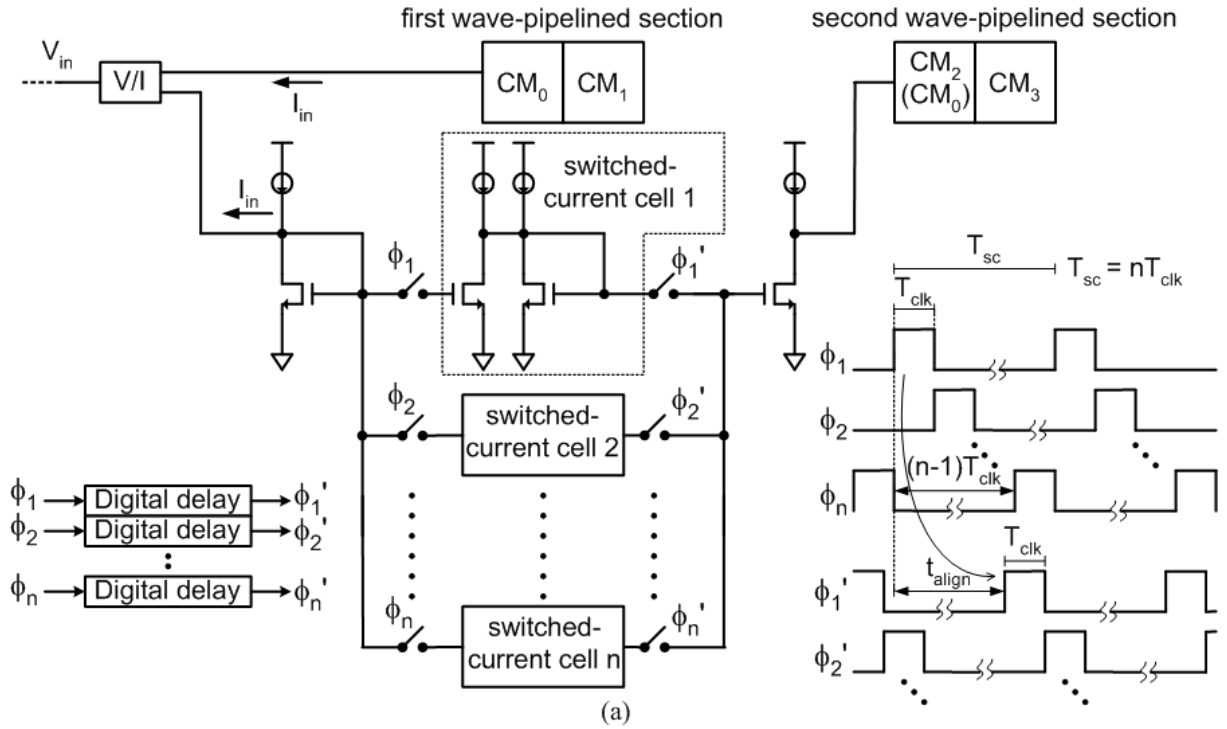 first wave-pipelined section
second wave-pipelined section
V_in
V/I
I_in
CM_0
CM_1
CM_2
(CM_0)
CM_3
I_in
switched-
current cell 1
ϕ_1
ϕ_1'
T_sc
T_sc = nT_clk
T_clk
ϕ_1
ϕ_2
switched-
current cell 2
ϕ_2'
ϕ_2
(n-1)T_clk
ϕ_n
ϕ_1
Digital delay
ϕ_1'
ϕ_2
Digital delay
ϕ_2'
ϕ_n
Digital delay
ϕ_n'
ϕ_n
switched-
current cell n
ϕ_n'
T_clk
t_align
ϕ_1'
ϕ_2'
(a)